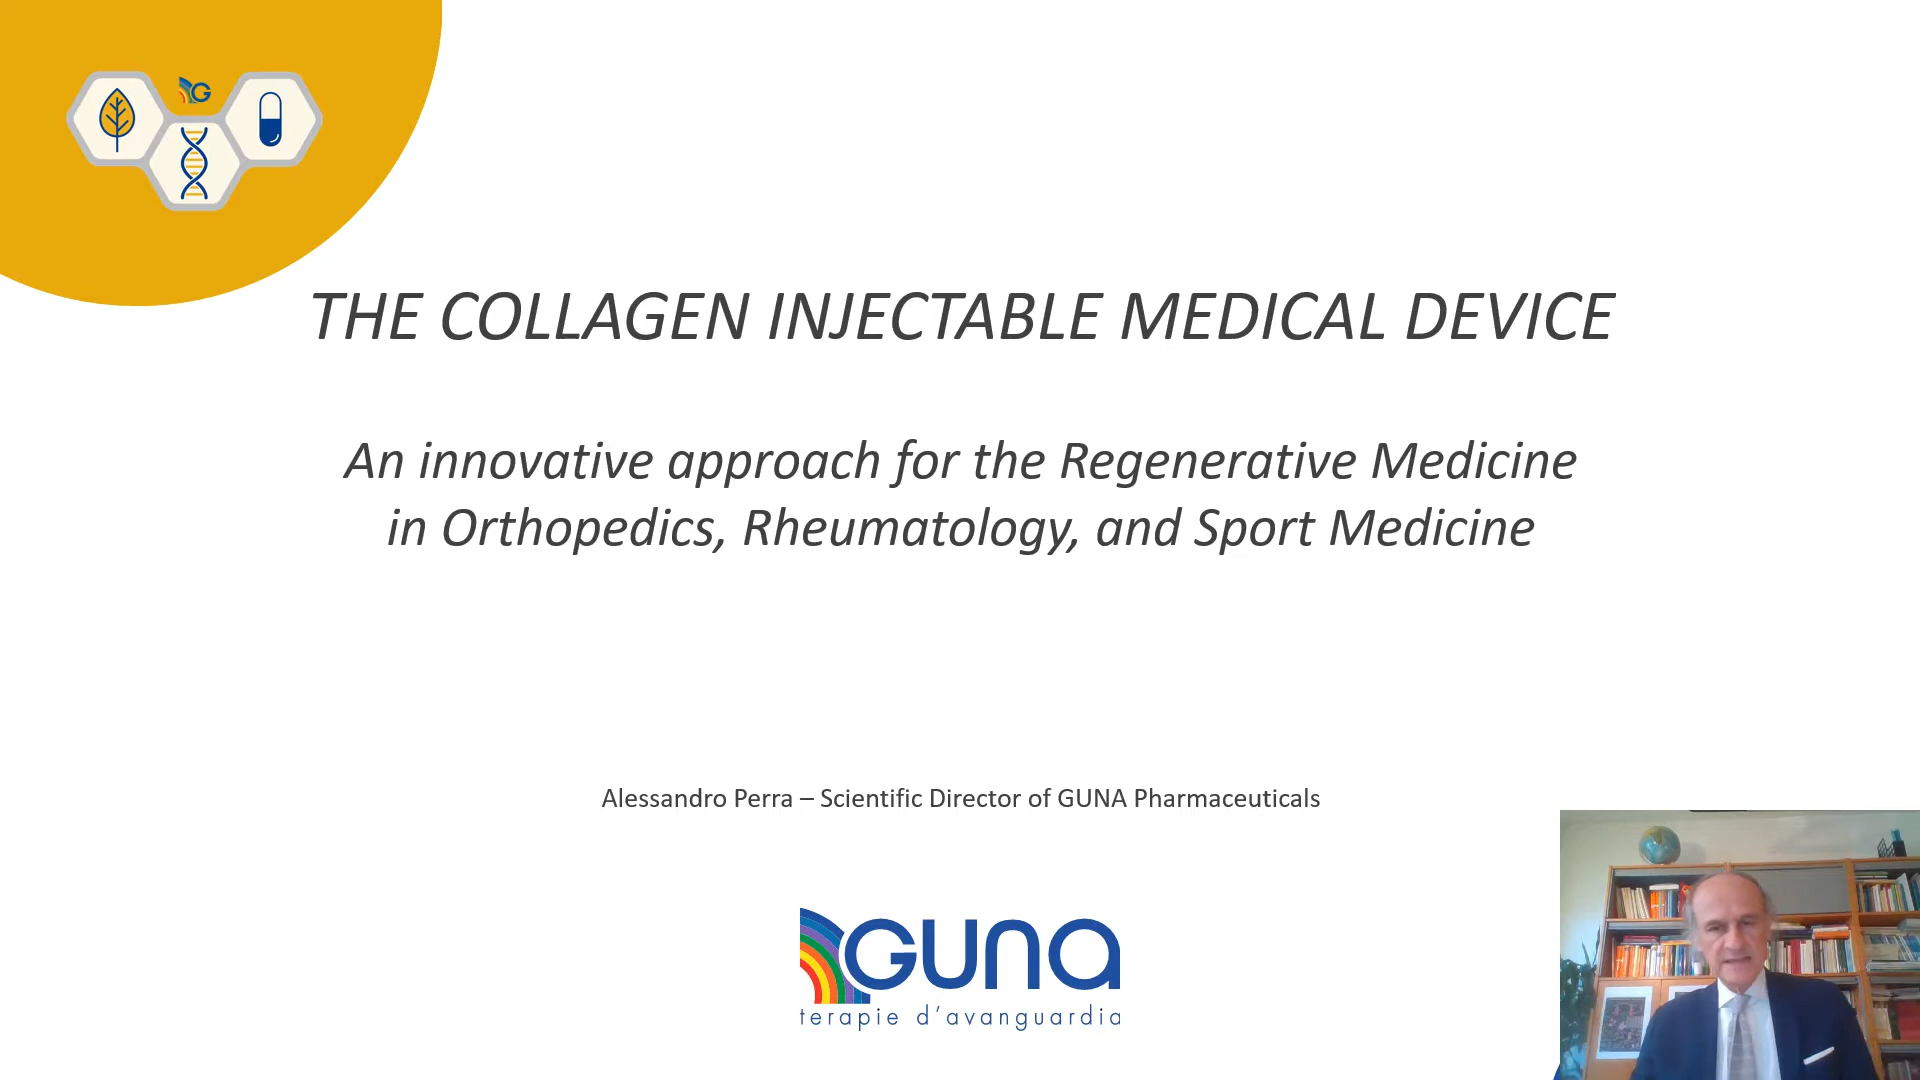 G
THE COLLAGEN INJECTABLE MEDICAL DEVICE
An innovative approach for the Regenerative Medicine
in Orthopedics, Rheumatology, and Sport Medicine
Alessandro Perra – Scientific Director of GUNA Pharmaceuticals
GUNA
terapie d'avanguardia